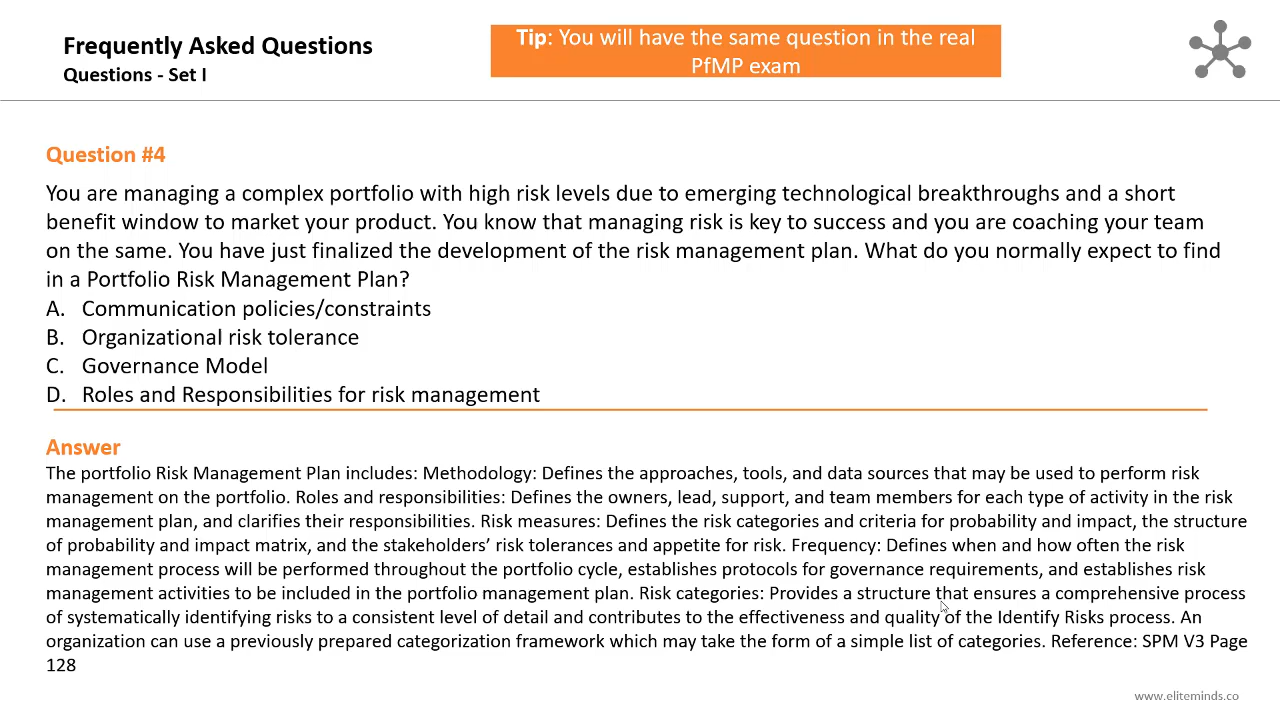 Frequently Asked Questions
Questions - Set I
Tip: You will have the same question in the real
PfMP exam
Question #4
You are managing a complex portfolio with high risk levels due to emerging technological breakthroughs and a short
benefit window to market your product. You know that managing risk is key to success and you are coaching your team
on the same. You have just finalized the development of the risk management plan. What do you normally expect to find
in a Portfolio Risk Management Plan?
A. Communication policies/constraints
B. Organizational risk tolerance
C. Governance Model
D. Roles and Responsibilities for risk management
Answer
The portfolio Risk Management Plan includes: Methodology: Defines the approaches, tools, and data sources that may be used to perform risk
management on the portfolio. Roles and responsibilities: Defines the owners, lead, support, and team members for each type of activity in the risk
management plan, and clarifies their responsibilities. Risk measures: Defines the risk categories and criteria for probability and impact, the structure
of probability and impact matrix, and the stakeholders’ risk tolerances and appetite for risk. Frequency: Defines when and how often the risk
management process will be performed throughout the portfolio cycle, establishes protocols for governance requirements, and establishes risk
management activities to be included in the portfolio management plan. Risk categories: Provides a structure that ensures a comprehensive process
of systematically identifying risks to a consistent level of detail and contributes to the effectiveness and quality of the Identify Risks process. An
organization can use a previously prepared categorization framework which may take the form of a simple list of categories. Reference: SPM V3 Page
128
www.eliteminds.co